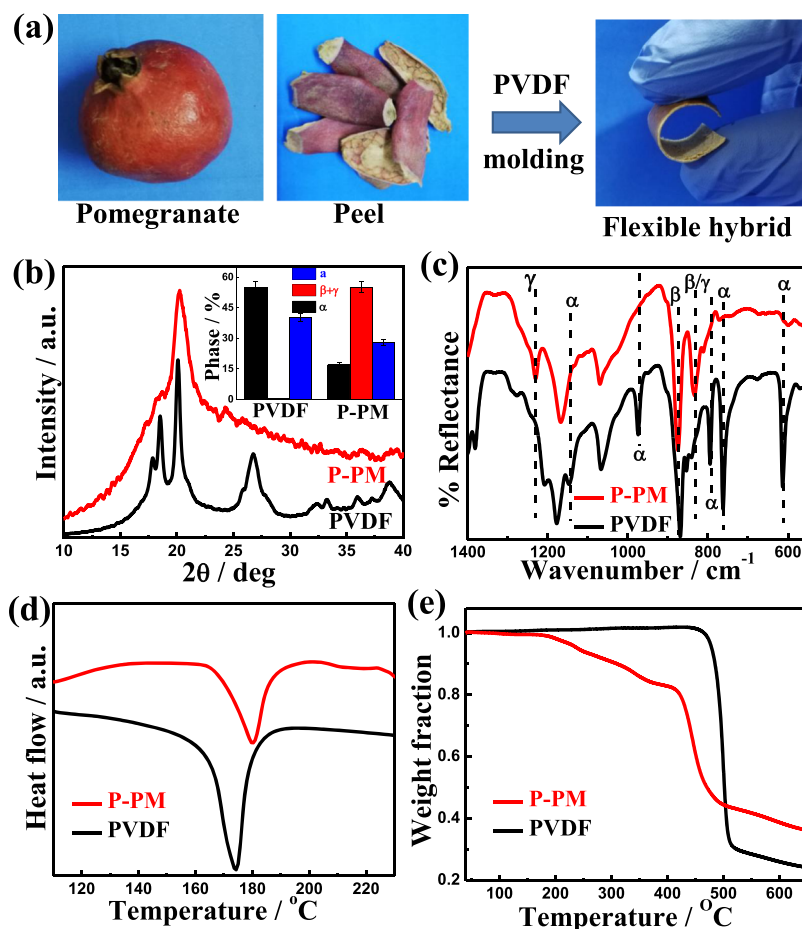 (a)
PVDF
molding
Pomegranate
Peel
Flexible hybrid
(b)
Intensity / a.u.
2θ / deg
10 15 20 25 30 35 40
P-PM
PVDF
Phase / %
60
45
30
15
0
a
β+γ
α
PVDF P-PM
(c)
% Reflectance
γ α α β β/γ α α α
P-PM
PVDF
1400 1200 1000 800 600
Wavenumber / cm⁻¹
(d)
Heat flow / a.u.
P-PM
PVDF
120 140 160 180 200 220
Temperature / °C
(e)
Weight fraction
1.0
0.8
0.6
0.4
0.2
P-PM
PVDF
100 200 300 400 500 600
Temperature / °C